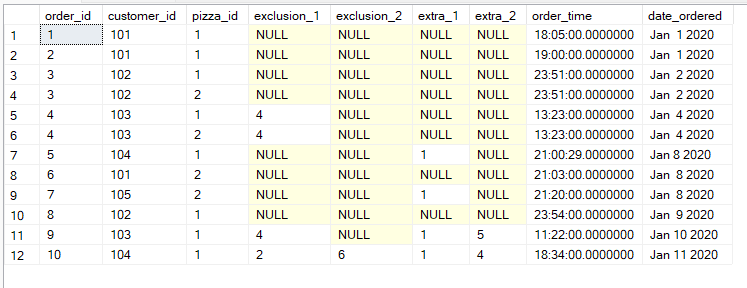 order_id customer_id pizza_id exclusion_1 exclusion_2 extra_1 extra_2 order_time date_ordered
1 1 101 1 NULL NULL NULL NULL 18:05:00.0000000 Jan 1 2020
2 2 101 1 NULL NULL NULL NULL 19:00:00.0000000 Jan 1 2020
3 3 102 1 NULL NULL NULL NULL 23:51:00.0000000 Jan 2 2020
4 3 102 2 NULL NULL NULL NULL 23:51:00.0000000 Jan 2 2020
5 4 103 1 4 NULL NULL NULL 13:23:00.0000000 Jan 4 2020
6 4 103 2 4 NULL NULL NULL 13:23:00.0000000 Jan 4 2020
7 5 104 1 NULL NULL 1 NULL 21:00:29.0000000 Jan 8 2020
8 6 101 2 NULL NULL NULL NULL 21:03:00.0000000 Jan 8 2020
9 7 105 2 NULL NULL 1 NULL 21:20:00.0000000 Jan 8 2020
10 8 102 1 NULL NULL NULL NULL 23:54:00.0000000 Jan 9 2020
11 9 103 1 4 NULL 1 5 11:22:00.0000000 Jan 10 2020
12 10 104 1 2 6 1 4 18:34:00.0000000 Jan 11 2020